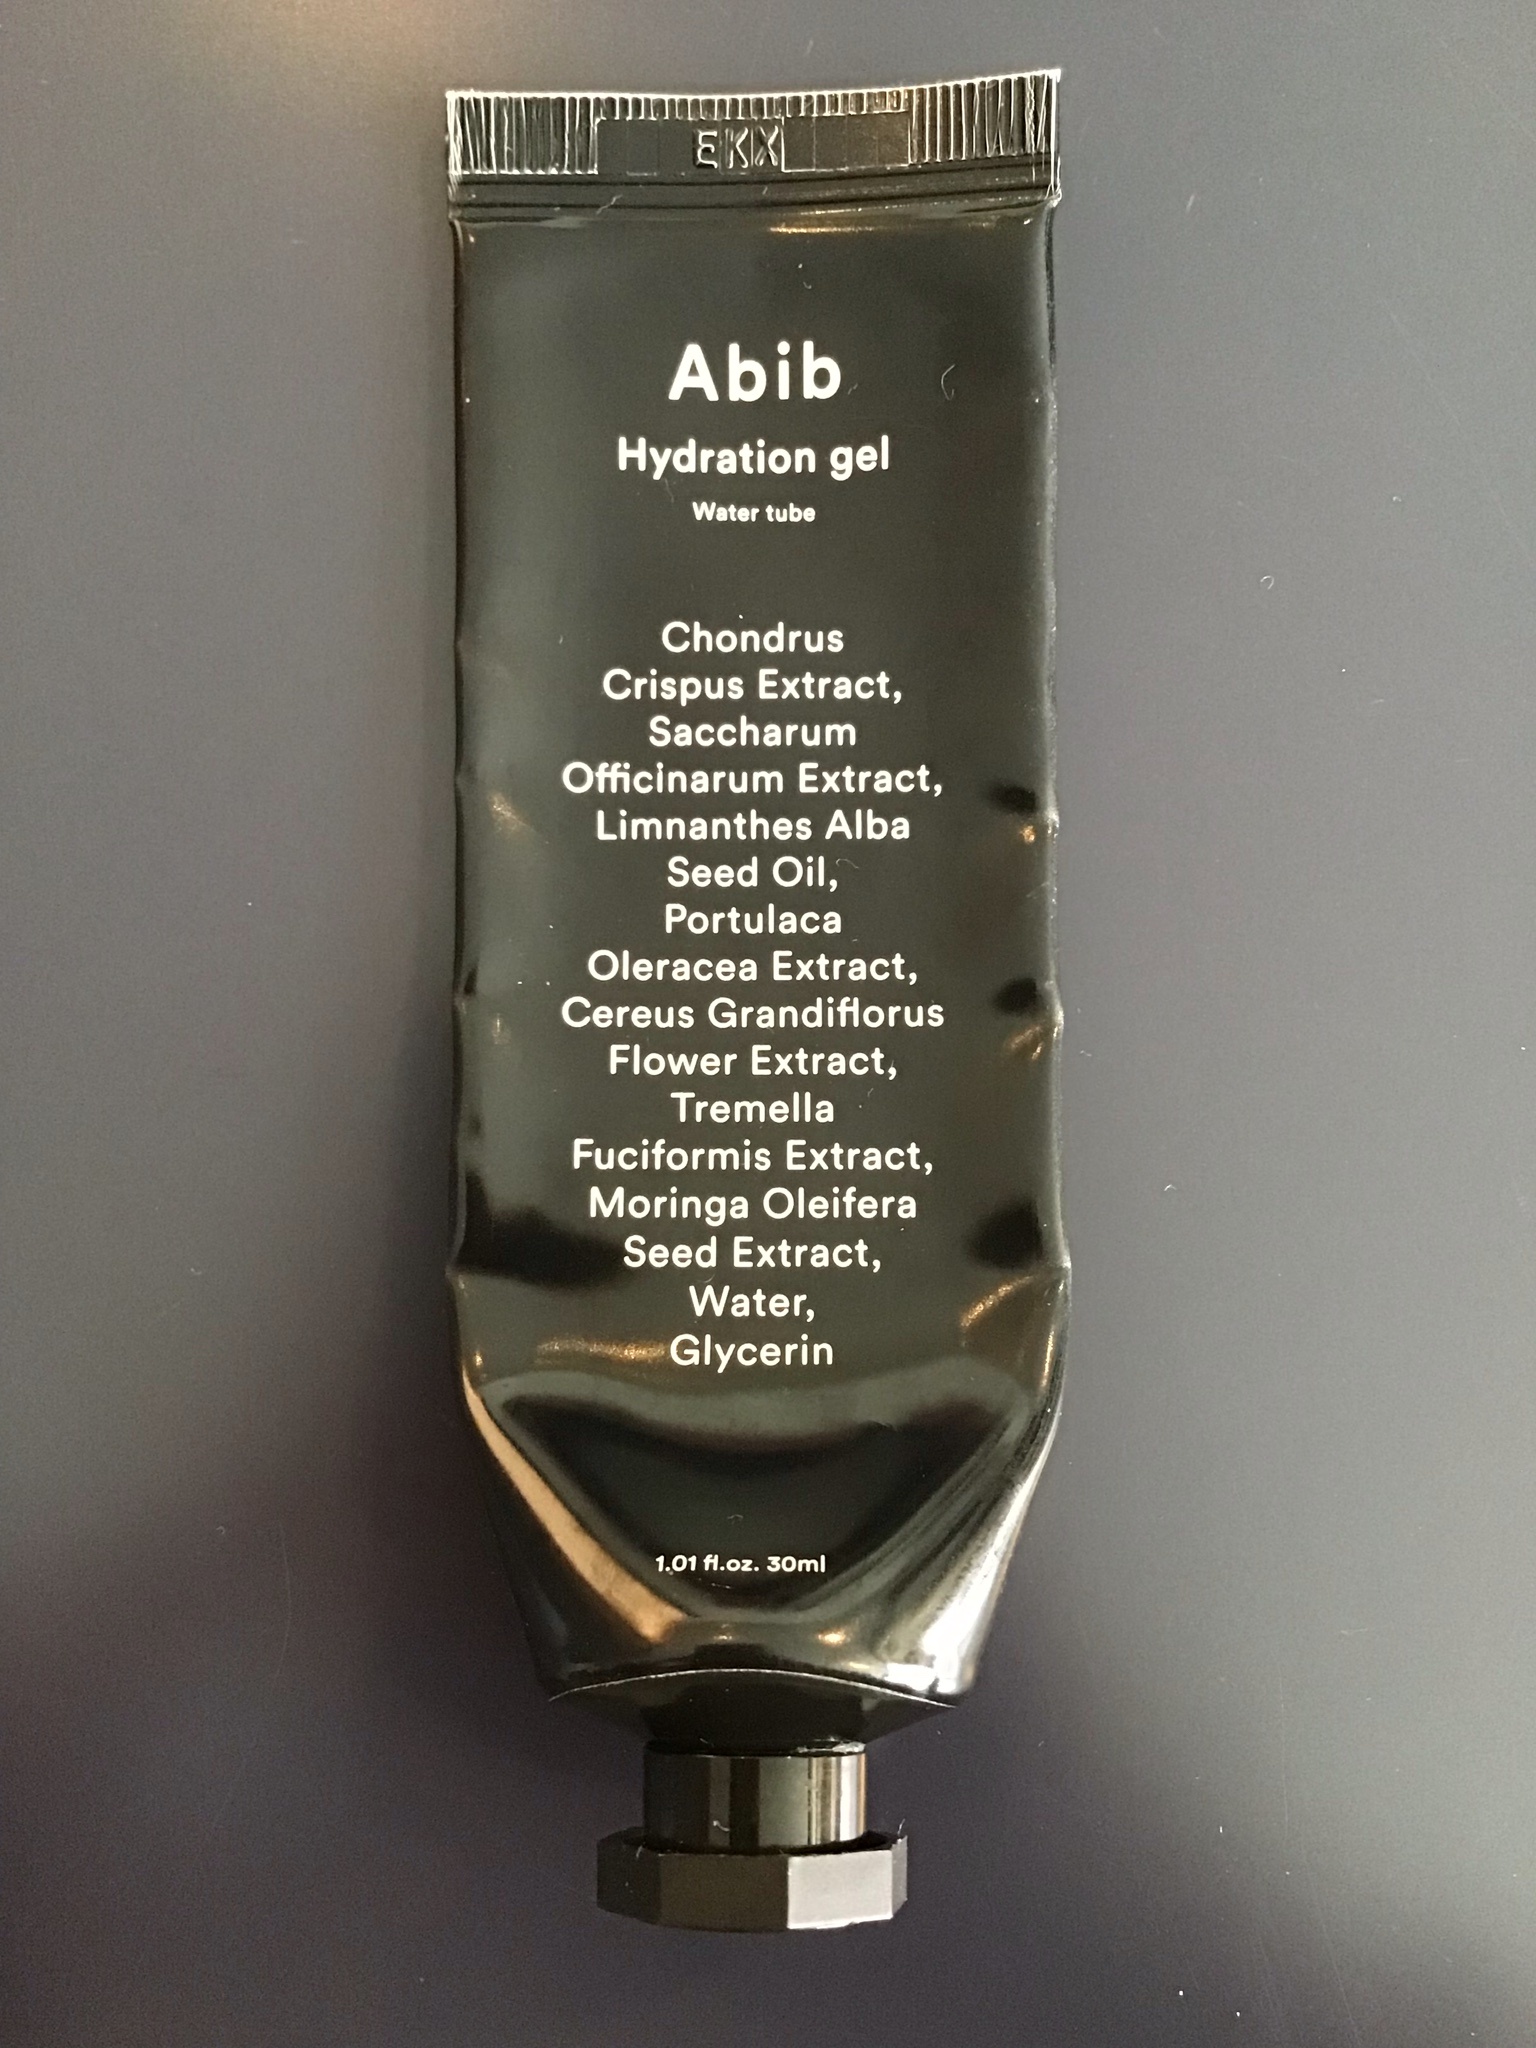 EKX
Abib
Hydration gel
Water tube
Chondrus
Crispus Extract,
Saccharum
Officinarum Extract,
Limnanthes Alba
Seed Oil,
Portulaca
Oleracea Extract,
Cereus Grandiflorus
Flower Extract,
Tremella
Fuciformis Extract,
Moringa Oleifera
Seed Extract,
Water,
Glycerin
1.01 fl.oz. 30ml